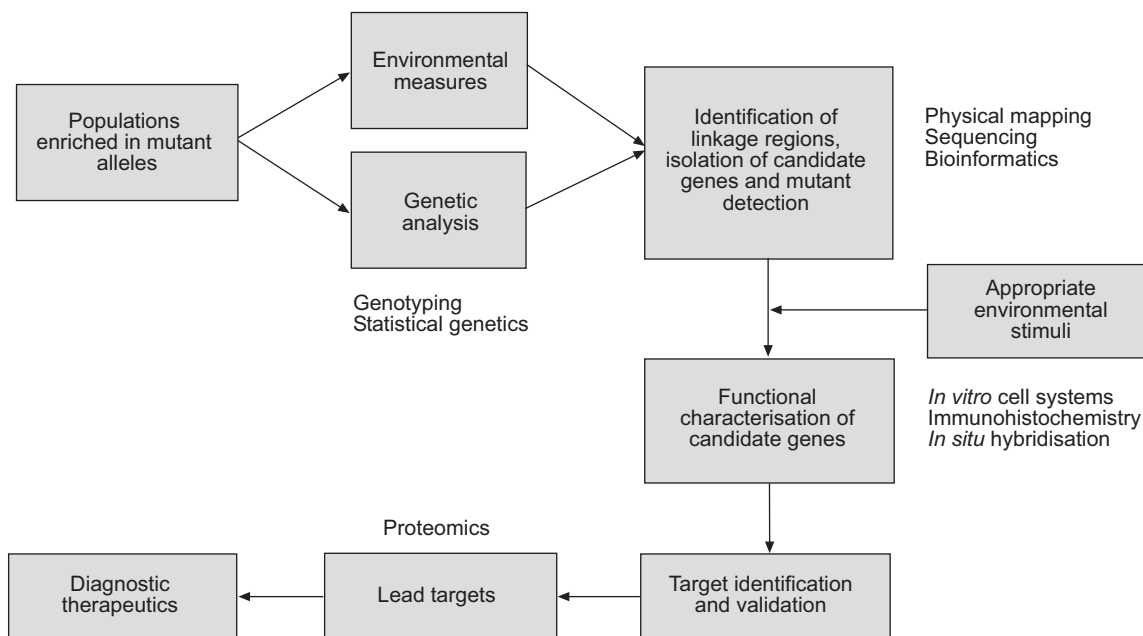 Populations
enriched in mutant
alleles
Environmental
measures
Genetic
analysis
Genotyping
Statistical genetics
Identification of
linkage regions,
isolation of candidate
genes and mutant
detection
Physical mapping
Sequencing
Bioinformatics
Appropriate
environmental
stimuli
Functional
characterisation of
candidate genes
In vitro cell systems
Immunohistochemistry
In situ hybridisation
Target identification
and validation
Proteomics
Lead targets
Diagnostic
therapeutics